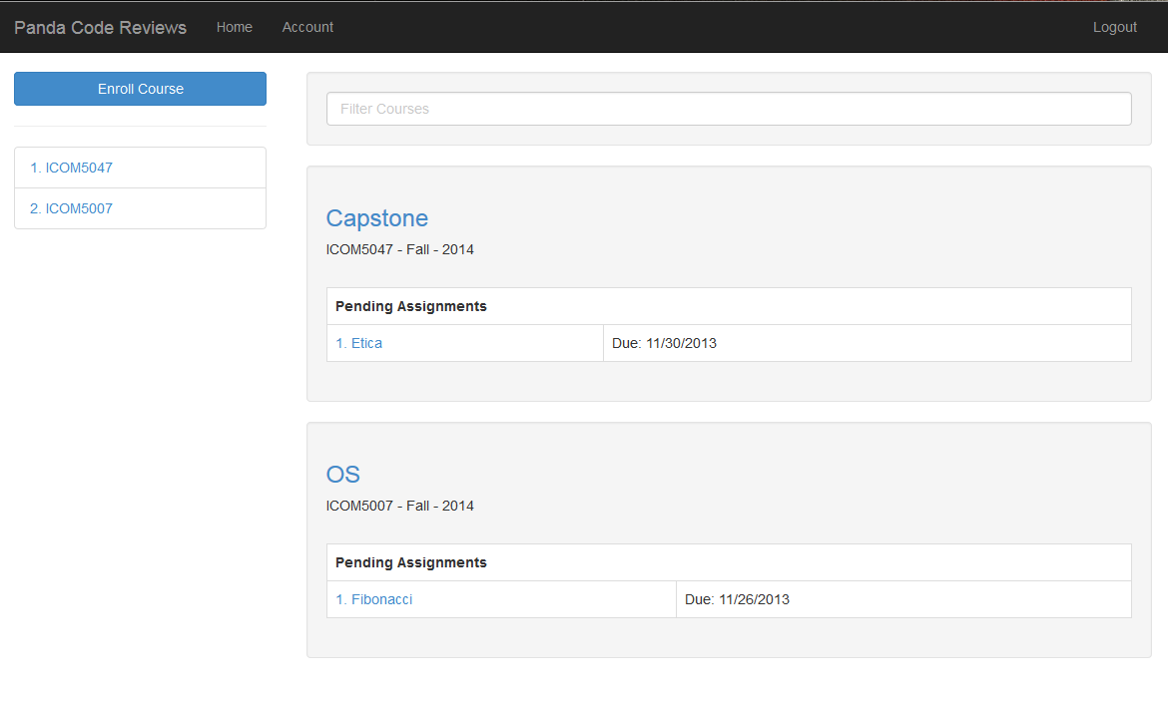 Panda Code Reviews Home Account Logout
Enroll Course
Filter Courses
1. ICOM5047
2. ICOM5007
Capstone
ICOM5047 - Fall - 2014
Pending Assignments
1. Etica Due: 11/30/2013
OS
ICOM5007 - Fall - 2014
Pending Assignments
1. Fibonacci Due: 11/26/2013